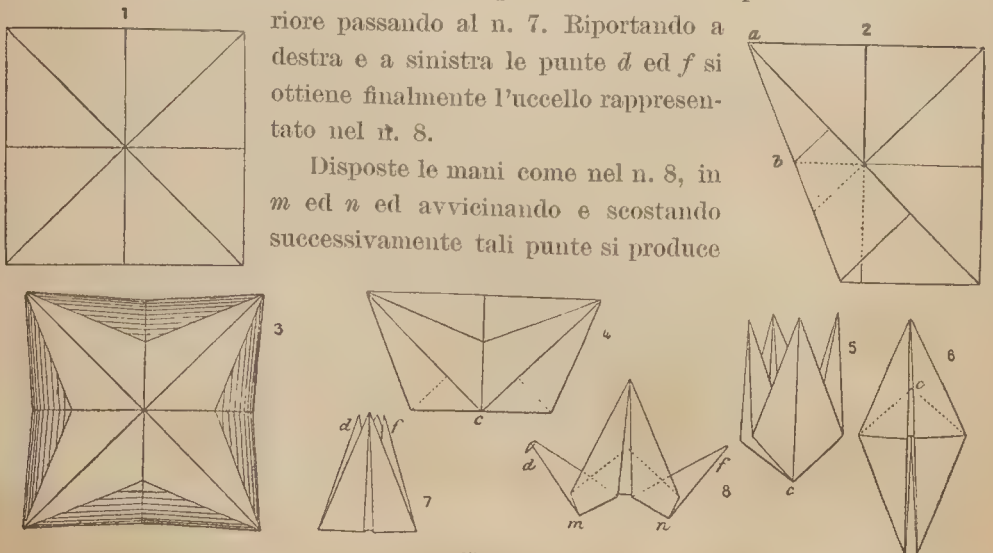 riore passando al n. 7. Riportando a
destra e a sinistra le punte d ed f si
ottiene finalmente l'uccello rappresen-
tato nel n. 8.
Disposte le mani come nel n. 8, in
m ed n ed avvicinando e scostando
successivamente tali punte si produce
1
a 2
b
3
4
c
5
c
6
c
d f
7
d f
8
m n